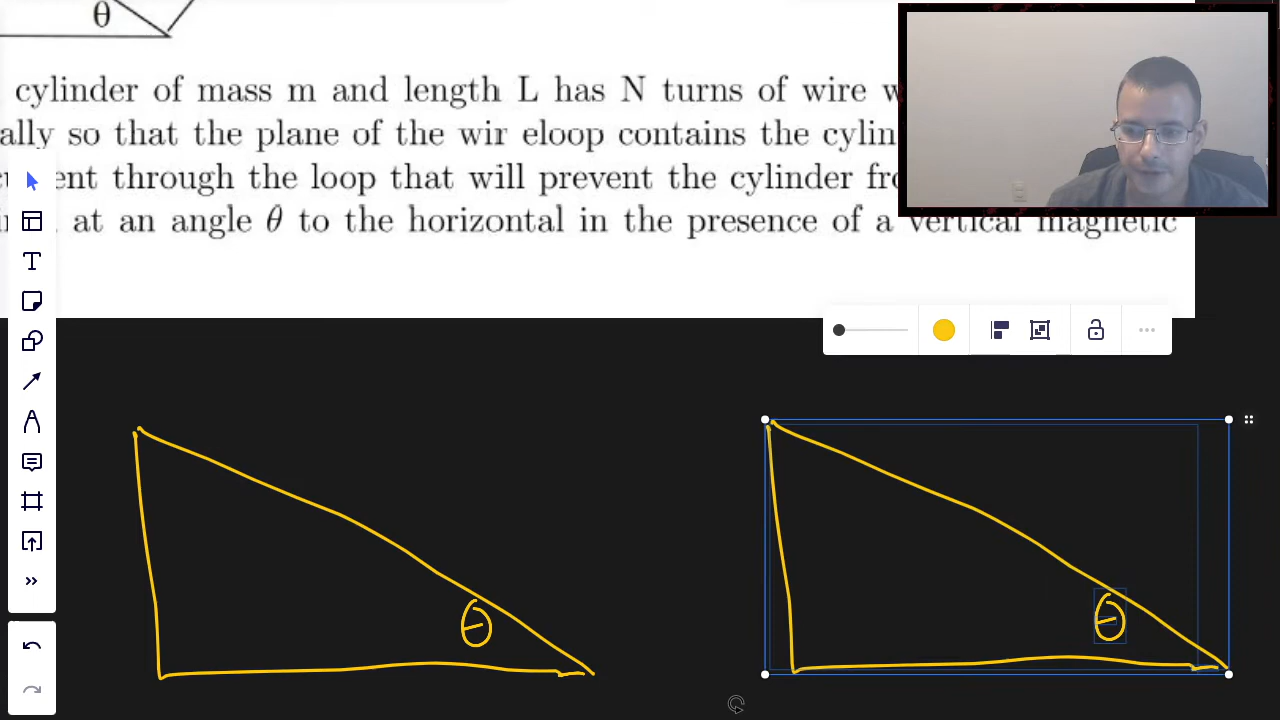 θ
cylinder of mass m and length L has N turns of wire
ally so that the plane of the wir eloop contains the
ent through the loop that will prevent the cylinder
at an angle θ to the horizontal in the presence of a vertical magnetic
T
θ
θ